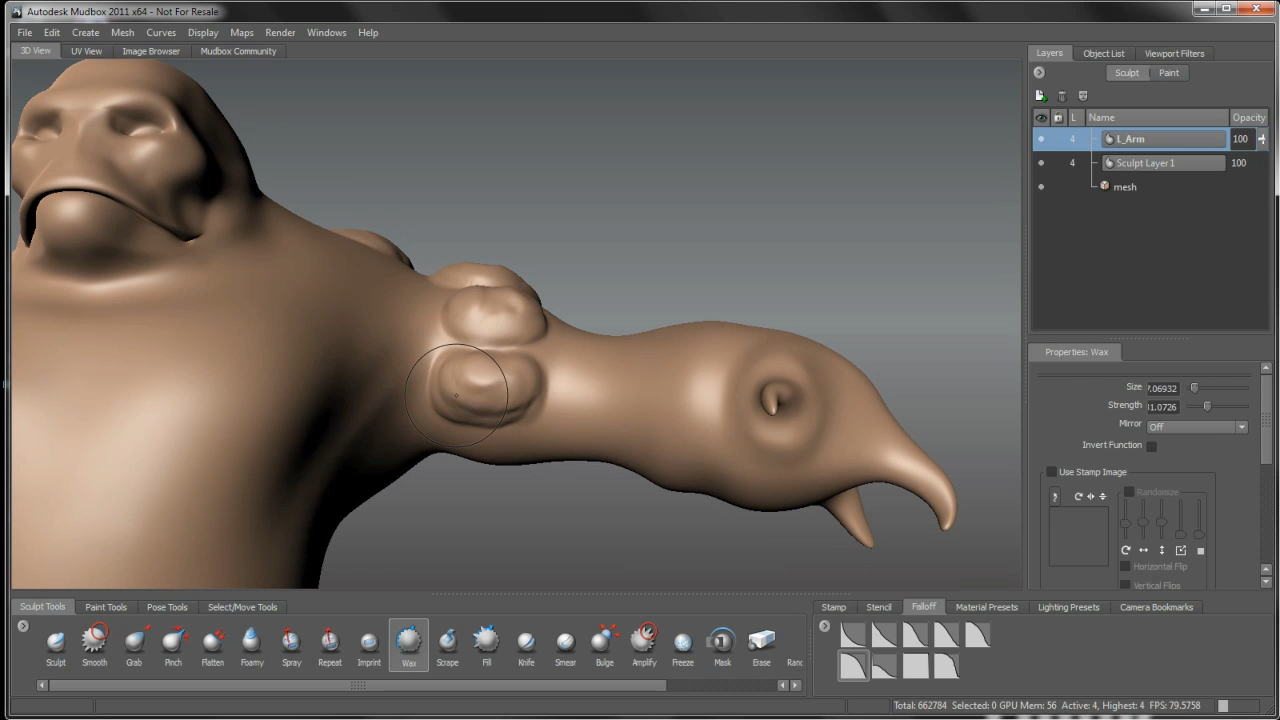 Autodesk Mudbox 2011 x64 - Not For Resale
File Edit Create Mesh Curves Display Maps Render Windows Help
3D View UV View Image Browser Mudbox Community
Layers Object List Viewport Filters
Sculpt Paint
L Name Opacity
4 L_Arm 100
4 Sculpt Layer 1 100
mesh
Properties: Wax
Size 7.06932
Strength 31.0726
Mirror Off
Invert Function
Use Stamp Image
Randomize
Horizontal Flip
Vertical Flips
Sculpt Tools Paint Tools Pose Tools Select/Move Tools
Sculpt Smooth Grab Pinch Flatten Foamy Spray Repeat Imprint Wax Scrape Fill Knife Smear Bulge Amplify Freeze Mask Erase Ranc
Stamp Stencil Falloff Material Presets Lighting Presets Camera Bookmarks
Total: 662784 Selected: 0 GPU Mem: 56 Active: 4, Highest: 4 FPS: 79.5758